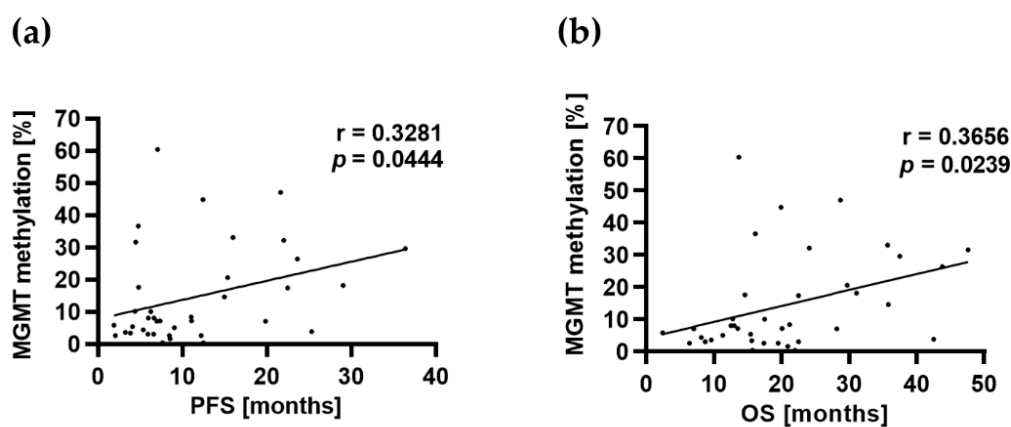 (a)
(b)
MGMT methylation [%]
70
60
50
40
30
20
10
0
r = 0.3281
p = 0.0444
0 10 20 30 40
PFS [months]
MGMT methylation [%]
70
60
50
40
30
20
10
0
r = 0.3656
p = 0.0239
0 10 20 30 40 50
OS [months]